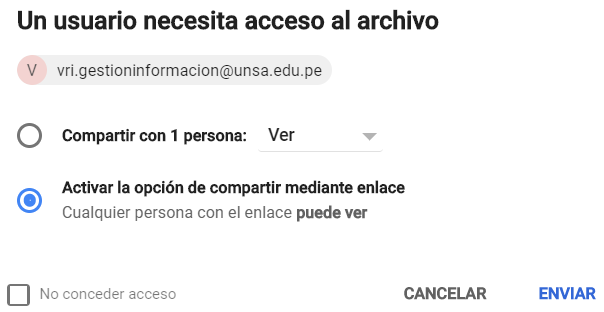 Un usuario necesita acceso al archivo
V vri.gestioninformacion@unsa.edu.pe
Compartir con 1 persona: Ver
Activar la opción de compartir mediante enlace
Cualquier persona con el enlace puede ver
No conceder acceso CANCELAR ENVIAR